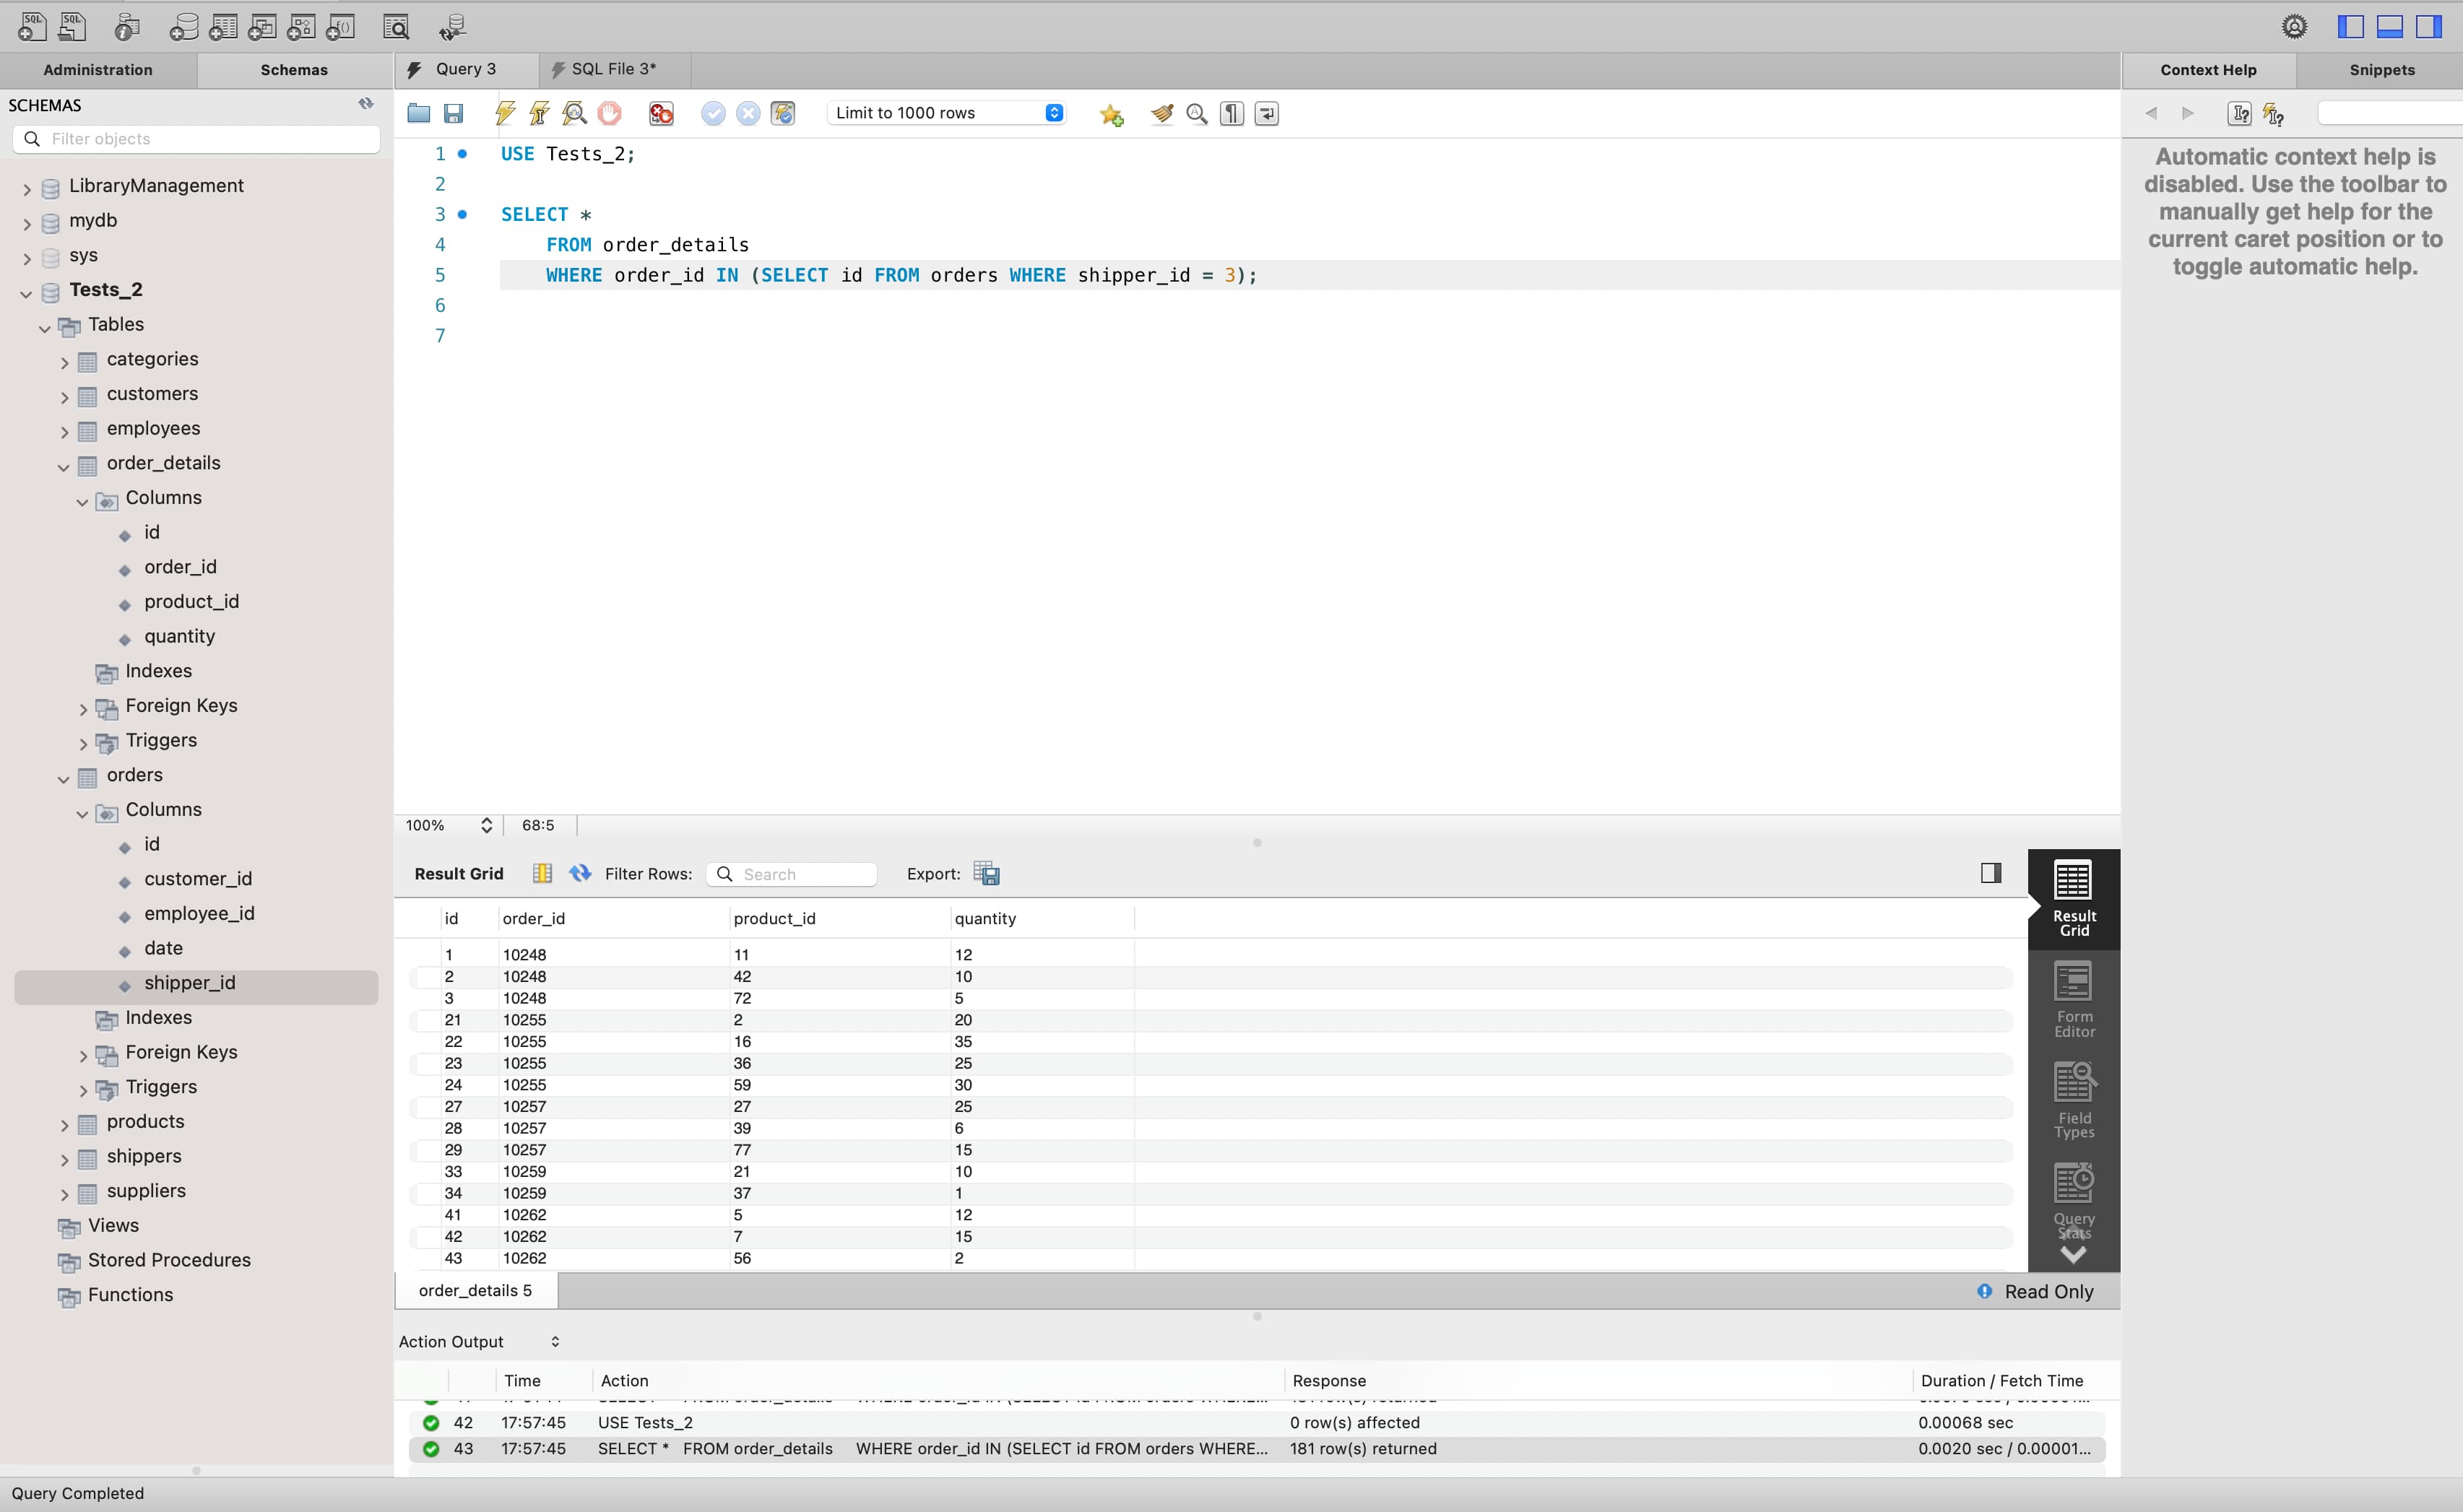 Administration
Schemas
SCHEMAS
Filter objects
LibraryManagement
mydb
sys
Tests_2
Tables
categories
customers
employees
order_details
Columns
id
order_id
product_id
quantity
Indexes
Foreign Keys
Triggers
orders
Columns
id
customer_id
employee_id
date
shipper_id
Indexes
Foreign Keys
Triggers
products
shippers
suppliers
Views
Stored Procedures
Functions
Query 3
SQL File 3*
Limit to 1000 rows
1 USE Tests_2;
2
3 SELECT *
4 FROM order_details
5 WHERE order_id IN (SELECT id FROM orders WHERE shipper_id = 3);
6
7
100% 68:5
Result Grid Filter Rows: Search Export:
id order_id product_id quantity
1 10248 11 12
2 10248 42 10
3 10248 72 5
21 10255 2 20
22 10255 16 35
23 10255 36 25
24 10255 59 30
27 10257 27 25
28 10257 39 6
29 10257 77 15
33 10259 21 10
34 10259 37 1
41 10262 5 12
42 10262 7 15
43 10262 56 2
Result
Grid
Form
Editor
Field
Types
Query
Stats
order_details 5
Read Only
Action Output
Time Action Response Duration / Fetch Time
42 17:57:45 USE Tests_2 0 row(s) affected 0.00068 sec
43 17:57:45 SELECT * FROM order_details WHERE order_id IN (SELECT id FROM orders WHERE... 181 row(s) returned 0.0020 sec / 0.00001...
Context Help
Snippets
Automatic context help is
disabled. Use the toolbar to
manually get help for the
current caret position or to
toggle automatic help.
Query Completed